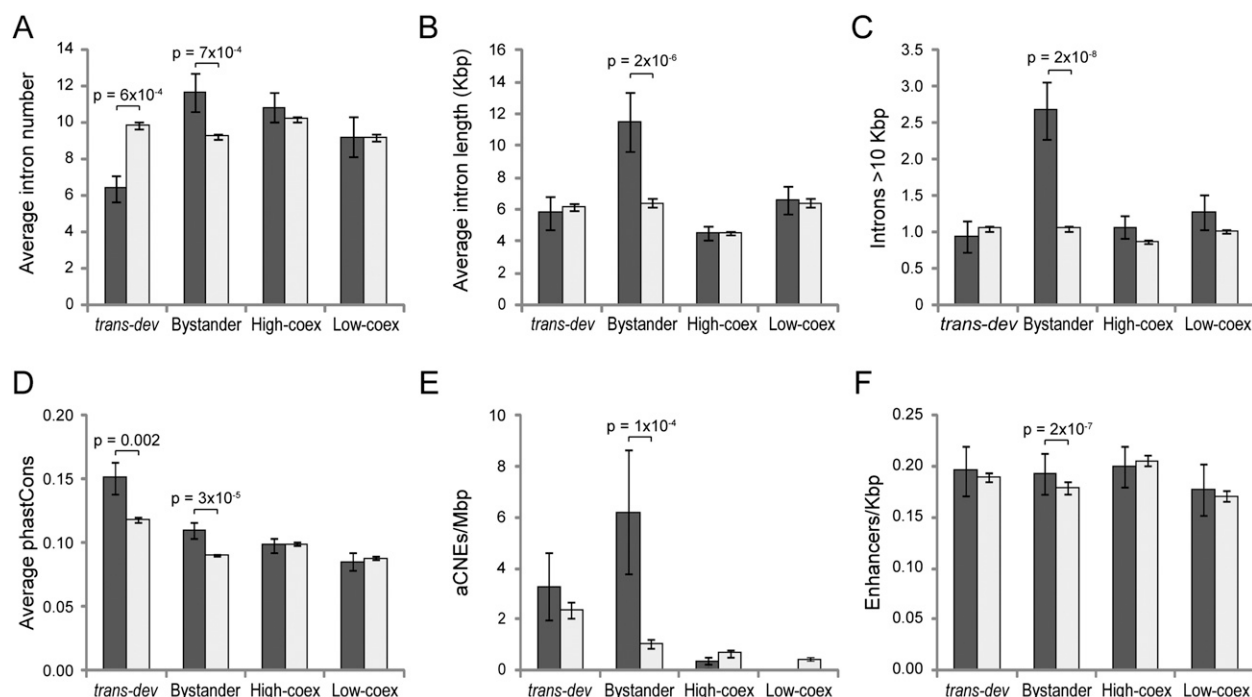 A
Average intron number
14
12
10
8
6
4
2
0
p = 6x10⁻⁴
p = 7x10⁻⁴
trans-dev Bystander High-coex Low-coex
B
Average intron length (Kbp)
16
14
12
10
8
6
4
2
0
p = 2x10⁻⁶
trans-dev Bystander High-coex Low-coex
C
Introns >10 Kbp
3.5
3.0
2.5
2.0
1.5
1.0
0.5
0
p = 2x10⁻⁸
trans-dev Bystander High-coex Low-coex
D
Average phastCons
0.20
0.15
0.10
0.05
0.00
p = 0.002
p = 3x10⁻⁵
trans-dev Bystander High-coex Low-coex
E
aCNEs/Mbp
10
8
6
4
2
0
p = 1x10⁻⁴
trans-dev Bystander High-coex Low-coex
F
Enhancers/Kbp
0.25
0.20
0.15
0.10
0.05
0.00
p = 2x10⁻⁷
trans-dev Bystander High-coex Low-coex